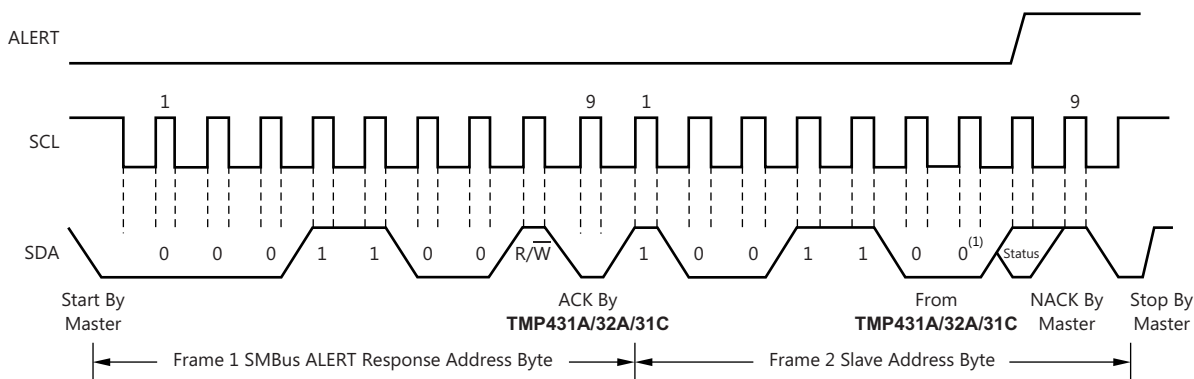 ALERT
1 9 1 9
SCL
SDA 0 0 0 1 1 0 0 R/W̅ 1 0 0 1 1 0 0(1) Status
Start By
Master
ACK By
TMP431A/32A/31C
From
TMP431A/32A/31C
NACK By
Master
Stop By
Master
Frame 1 SMBus ALERT Response Address Byte
Frame 2 Slave Address Byte